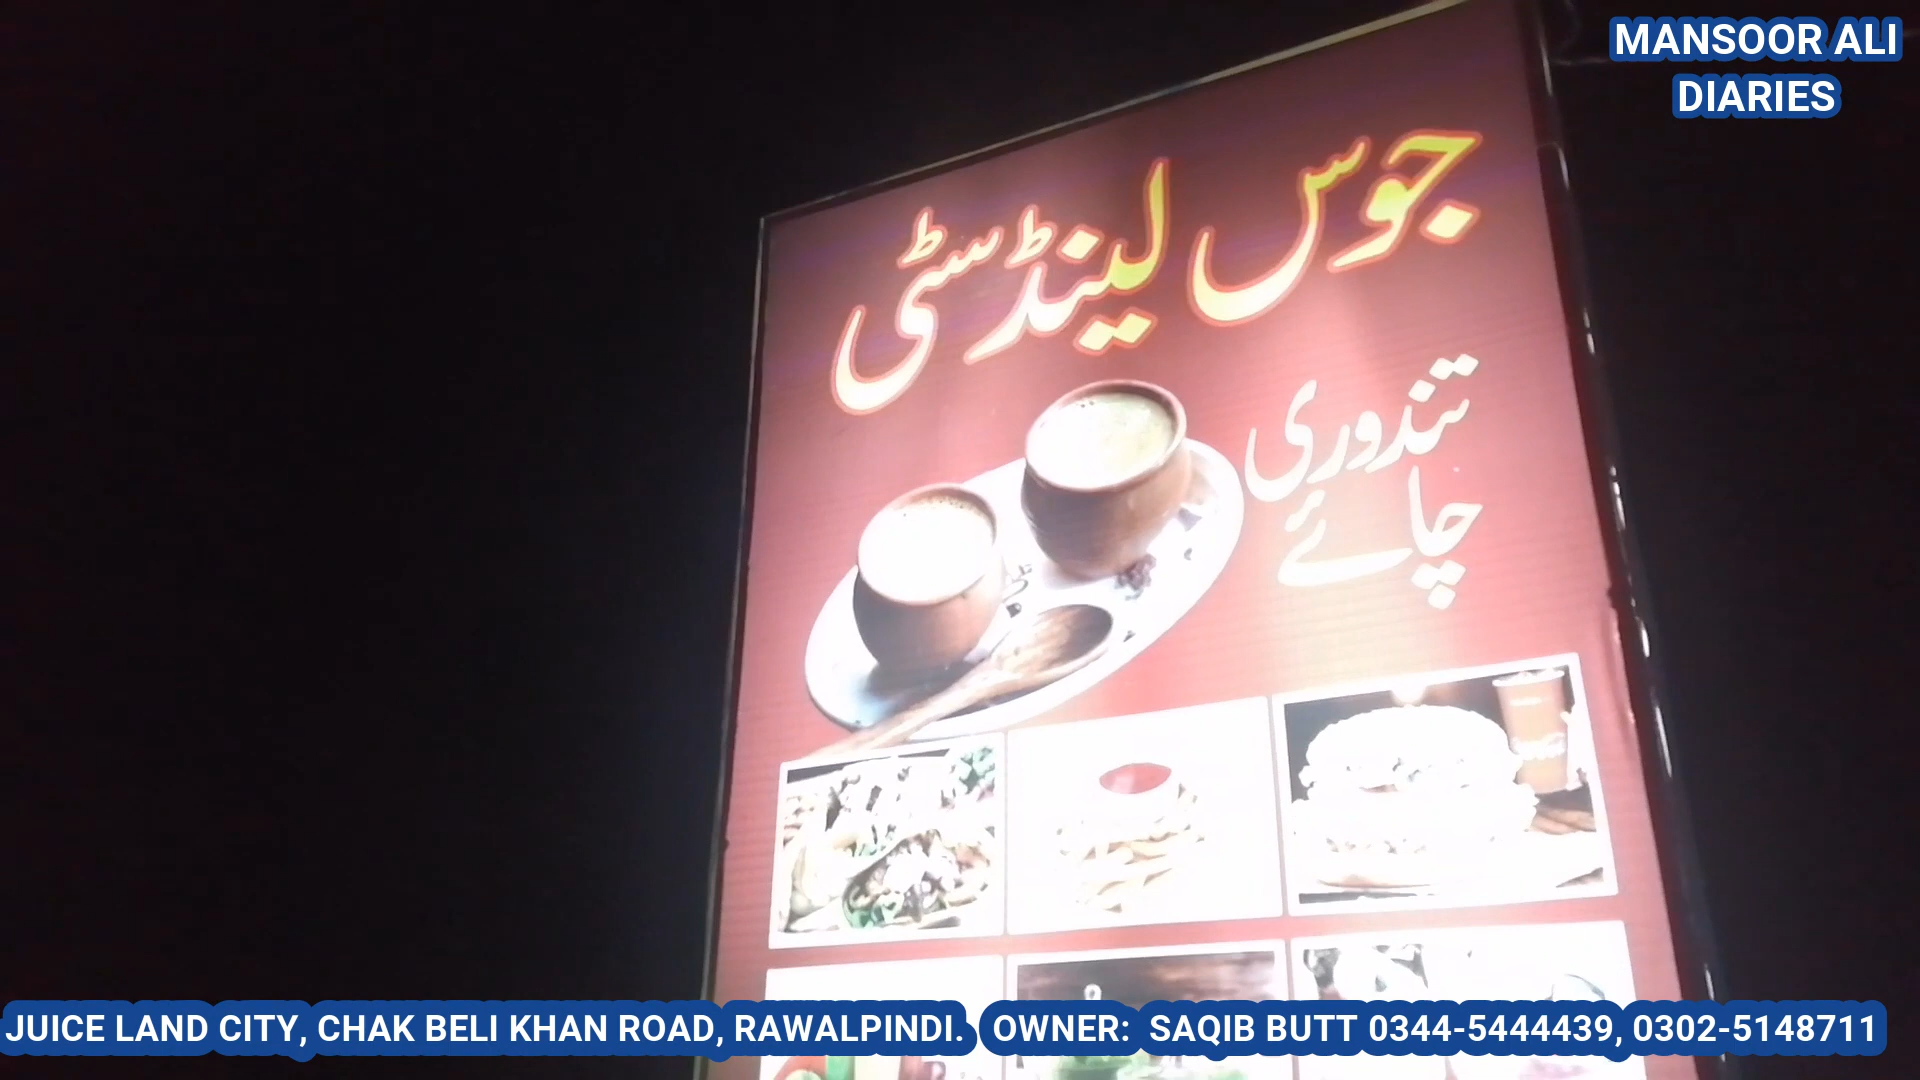 MANSOOR ALI
DIARIES
جوس لینڈ سٹی
تندوری
چائے
JUICE LAND CITY, CHAK BELI KHAN ROAD, RAWALPINDI. OWNER: SAQIB BUTT 0344-5444439, 0302-5148711